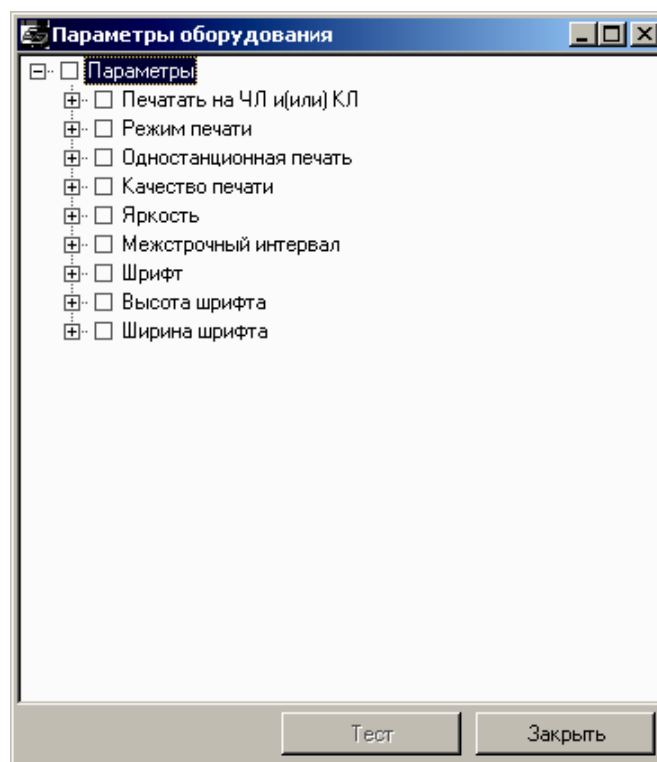 Параметры оборудования
Параметры
Печатать на ЧЛ и(или) КЛ
Режим печати
Одностанционная печать
Качество печати
Яркость
Межстрочный интервал
Шрифт
Высота шрифта
Ширина шрифта
Тест Закрыть